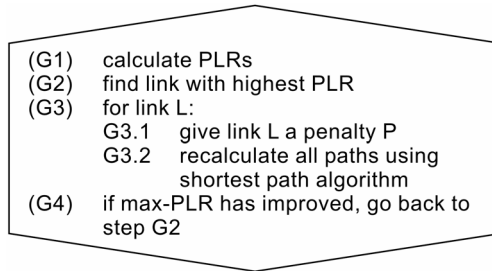 (G1) calculate PLRs
(G2) find link with highest PLR
(G3) for link L:
G3.1 give link L a penalty P
G3.2 recalculate all paths using
shortest path algorithm
(G4) if max-PLR has improved, go back to
step G2